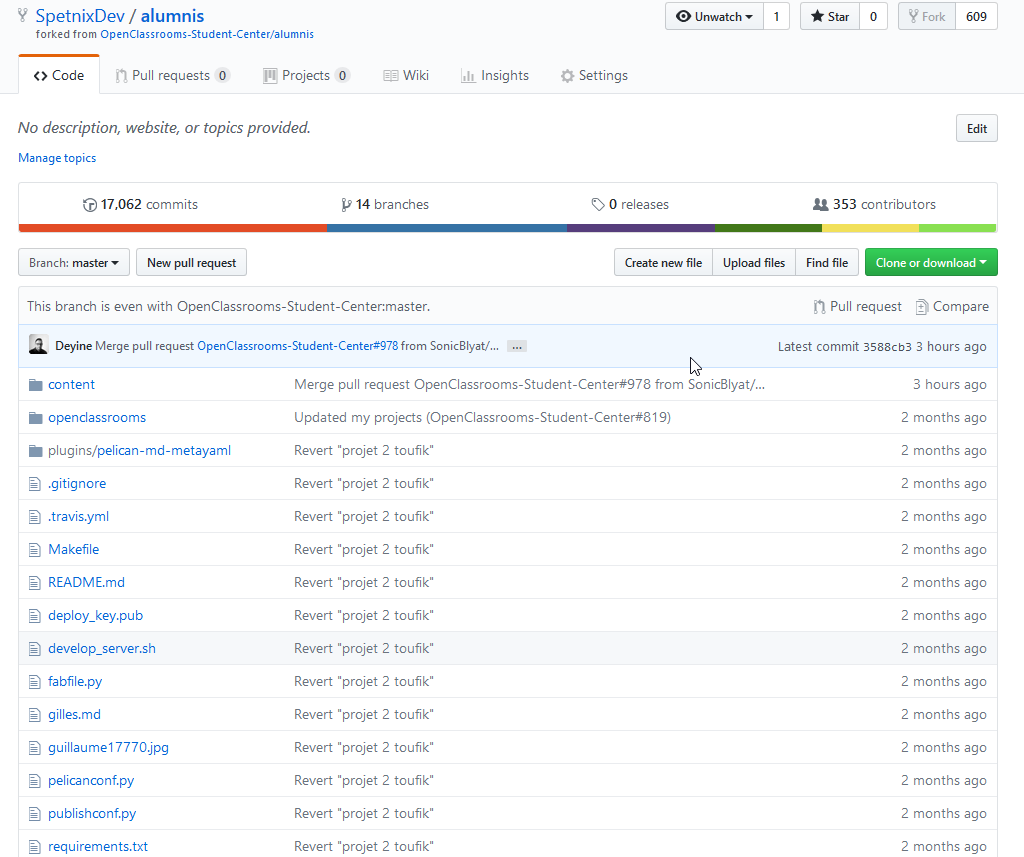 SpetnixDev / alumnis
Unwatch 1 Star 0 Fork 609
forked from OpenClassrooms-Student-Center/alumnis
Code Pull requests 0 Projects 0 Wiki Insights Settings
No description, website, or topics provided.
Edit
Manage topics
17,062 commits 14 branches 0 releases 353 contributors
Branch: master New pull request Create new file Upload files Find file Clone or download
This branch is even with OpenClassrooms-Student-Center:master. Pull request Compare
Deyine Merge pull request OpenClassrooms-Student-Center#978 from SonicBlyat/... ... Latest commit 3588cb3 3 hours ago
content Merge pull request OpenClassrooms-Student-Center#978 from SonicBlyat/... 3 hours ago
openclassrooms Updated my projects (OpenClassrooms-Student-Center#819) 2 months ago
plugins/pelican-md-metayaml Revert "projet 2 toufik" 2 months ago
.gitignore Revert "projet 2 toufik" 2 months ago
.travis.yml Revert "projet 2 toufik" 2 months ago
Makefile Revert "projet 2 toufik" 2 months ago
README.md Revert "projet 2 toufik" 2 months ago
deploy_key.pub Revert "projet 2 toufik" 2 months ago
develop_server.sh Revert "projet 2 toufik" 2 months ago
fabfile.py Revert "projet 2 toufik" 2 months ago
gilles.md Revert "projet 2 toufik" 2 months ago
guillaume17770.jpg Revert "projet 2 toufik" 2 months ago
pelicanconf.py Revert "projet 2 toufik" 2 months ago
publishconf.py Revert "projet 2 toufik" 2 months ago
requirements.txt Revert "projet 2 toufik" 2 months ago